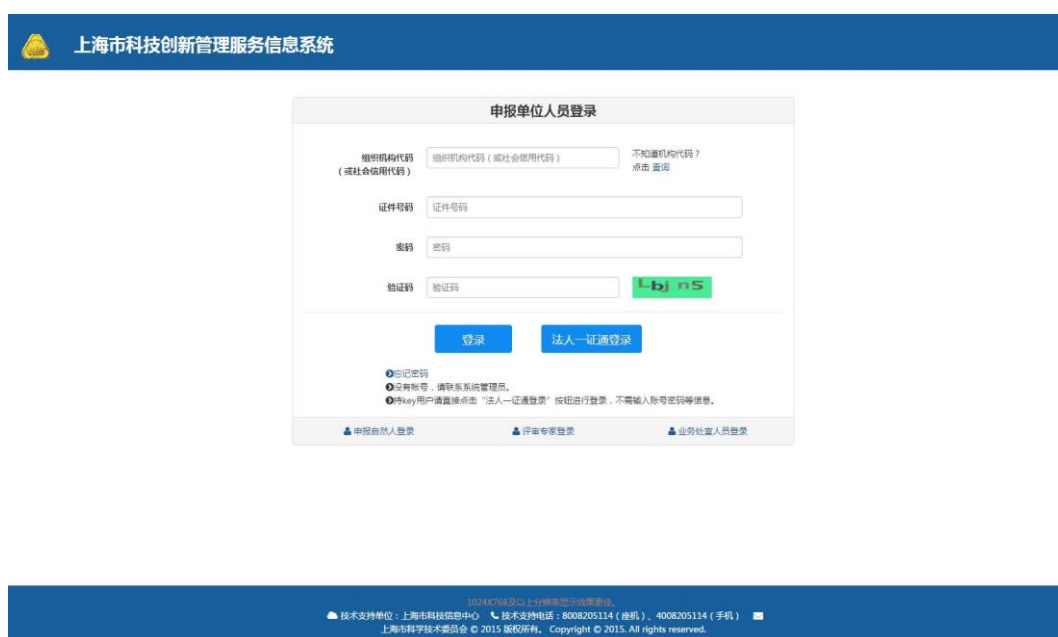 上海市科技创新管理服务信息系统
申报单位人员登录
组织机构代码
(或社会信用代码)
组织机构代码(或社会信用代码)
不知道机构代码?
点击 查询
证件号码
证件号码
密码
密码
验证码
验证码
Lbj n5
登录
法人一证通登录
忘记密码
没有帐号,请联系系统管理员。
持key用户请直接点击“法人一证通登录”按钮进行登录,不需输入账号密码等信息。
申报自然人登录
评审专家登录
业务处室人员登录
1024X768及以上分辨率显示效果更佳。
技术支持单位:上海市科技信息中心 技术支持电话:8008205114(座机)、4008205114(手机)
上海市科学技术委员会 © 2015 版权所有。 Copyright © 2015. All rights reserved.